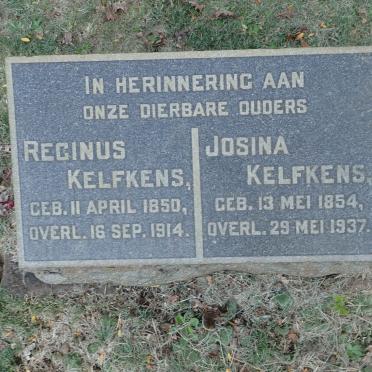 IN HERINNERING AAN
ONZE DIERBARE OUDERS
REGINUS
KELFKENS,
GEB. 11 APRIL 1850,
OVERL. 16 SEP. 1914.
JOSINA
KELFKENS,
GEB. 13 MEI 1854,
OVERL. 29 MEI 1937.